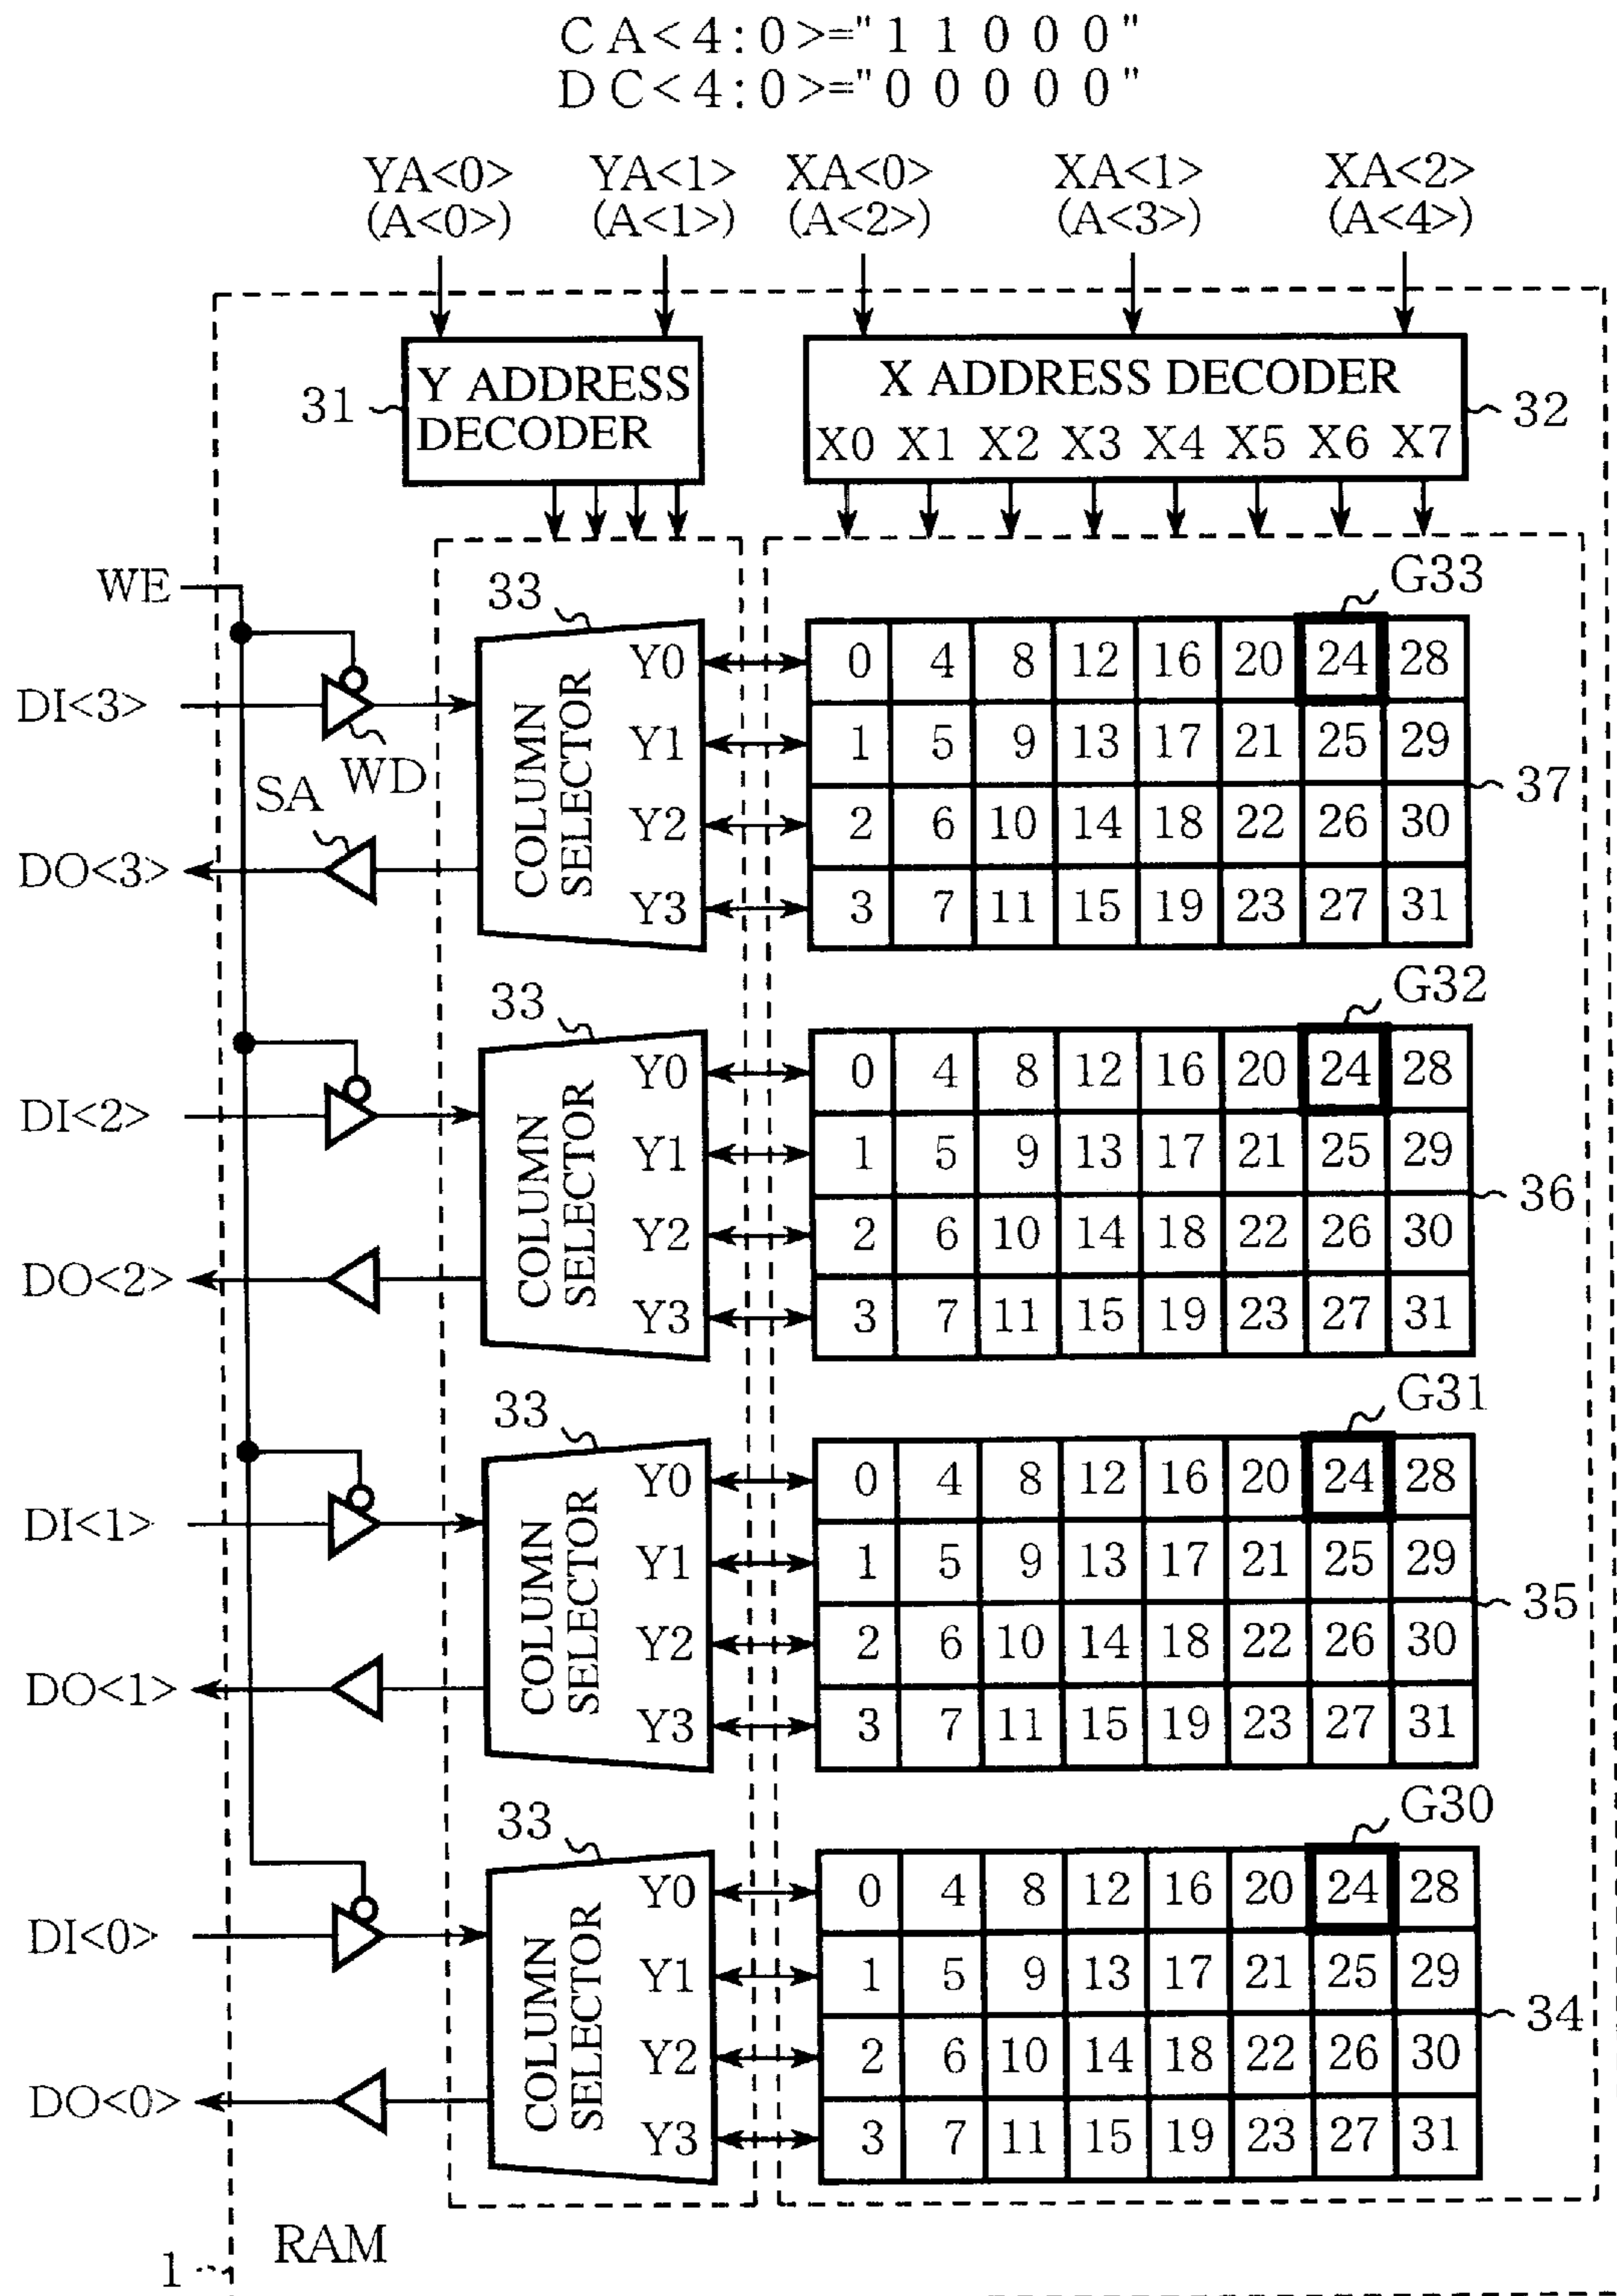 CA<4:0>="11000"
DC<4:0>="00000"
YA<0> YA<1> XA<0> XA<1> XA<2>
(A<0>) (A<1>) (A<2>) (A<3>) (A<4>)
31 Y ADDRESS DECODER
X ADDRESS DECODER 32
X0 X1 X2 X3 X4 X5 X6 X7
WE
33 G33
DI<3> WD
SA
DO<3>
COLUMN SELECTOR
Y0 0 4 8 12 16 20 24 28
Y1 1 5 9 13 17 21 25 29
37
Y2 2 6 10 14 18 22 26 30
Y3 3 7 11 15 19 23 27 31
33 G32
DI<2>
DO<2>
COLUMN SELECTOR
Y0 0 4 8 12 16 20 24 28
Y1 1 5 9 13 17 21 25 29
36
Y2 2 6 10 14 18 22 26 30
Y3 3 7 11 15 19 23 27 31
33 G31
DI<1>
DO<1>
COLUMN SELECTOR
Y0 0 4 8 12 16 20 24 28
Y1 1 5 9 13 17 21 25 29
35
Y2 2 6 10 14 18 22 26 30
Y3 3 7 11 15 19 23 27 31
33 G30
DI<0>
DO<0>
COLUMN SELECTOR
Y0 0 4 8 12 16 20 24 28
Y1 1 5 9 13 17 21 25 29
34
Y2 2 6 10 14 18 22 26 30
Y3 3 7 11 15 19 23 27 31
RAM
1